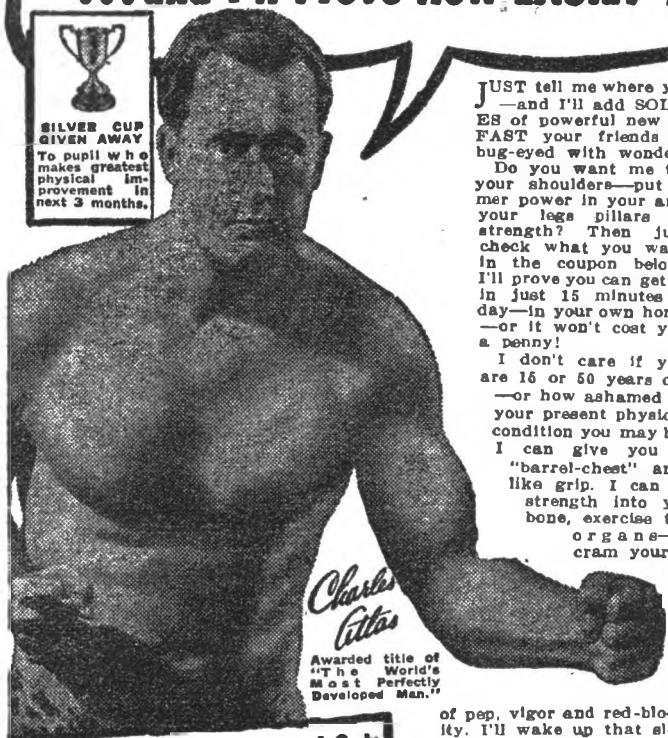 SILVER CUP
GIVEN AWAY
To pupil who
makes greatest
physical im-
provement in
next 3 months.
JUST tell me where
—and I'll add SOL
ES of powerful new
FAST your friends
bug-eyed with wonde
Do you want me
your shoulders—put
mer power in your a
your legs pillars
strength? Then ju
check what you wa
in the coupon belo
I'll prove you can get
in just 15 minutes
day—in your own hor
—or it won't cost y
a penny!
I don't care if y
are 15 or 50 years o
—or how ashamed
your present physic
condition you may b
I can give you
"barrel-chest" an
like grip. I can
strength into y
bone, exercise
organs—
cram your
Charles
Atlas
Awarded title of
"The World's
Most Perfectly
Developed Man."
of pep, vigor and red-blo
ity. I'll wake up that sl